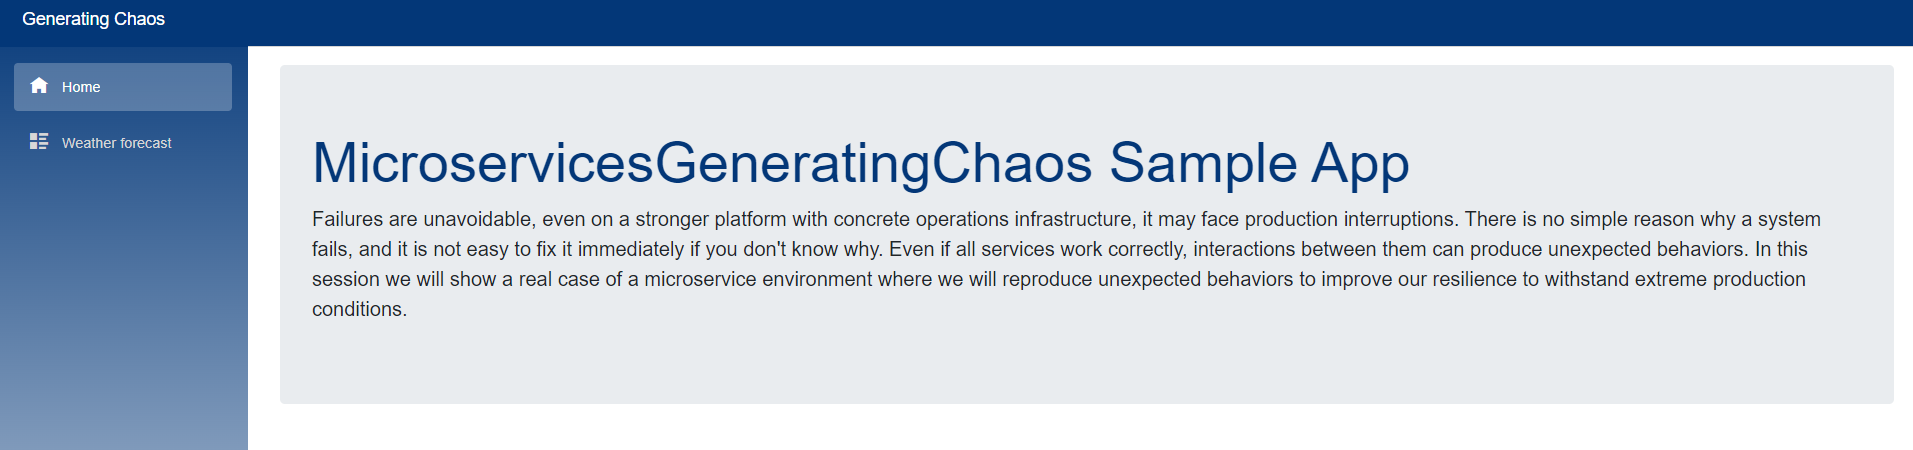 Generating Chaos
Home
Weather forecast
MicroservicesGeneratingChaos Sample App
Failures are unavoidable, even on a stronger platform with concrete operations infrastructure, it may face production interruptions. There is no simple reason why a system
fails, and it is not easy to fix it immediately if you don't know why. Even if all services work correctly, interactions between them can produce unexpected behaviors. In this
session we will show a real case of a microservice environment where we will reproduce unexpected behaviors to improve our resilience to withstand extreme production
conditions.